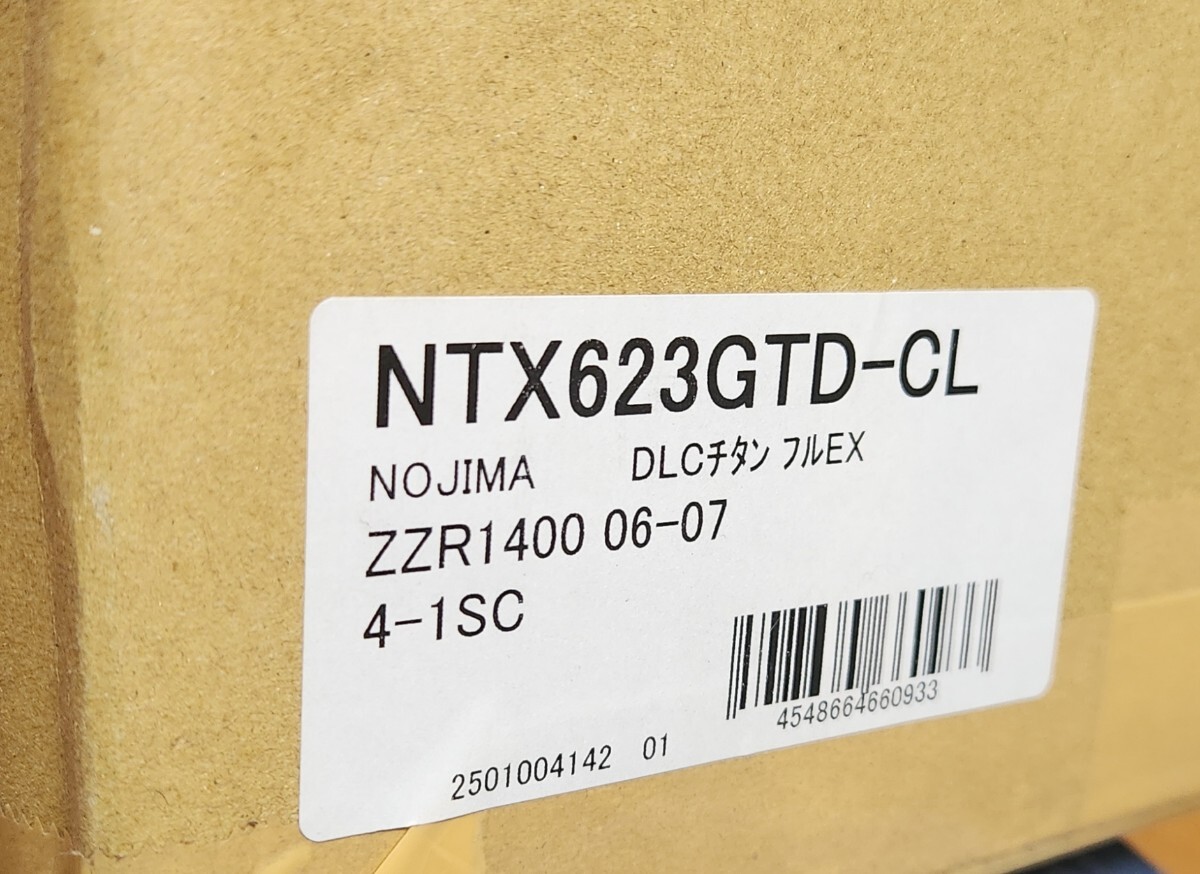 NTX623GTD-CL
NOJIMA DLCﾁﾀﾝ ﾌﾙEX
ZZR1400 06-07
4-1SC
4548664660933
2501004142 01